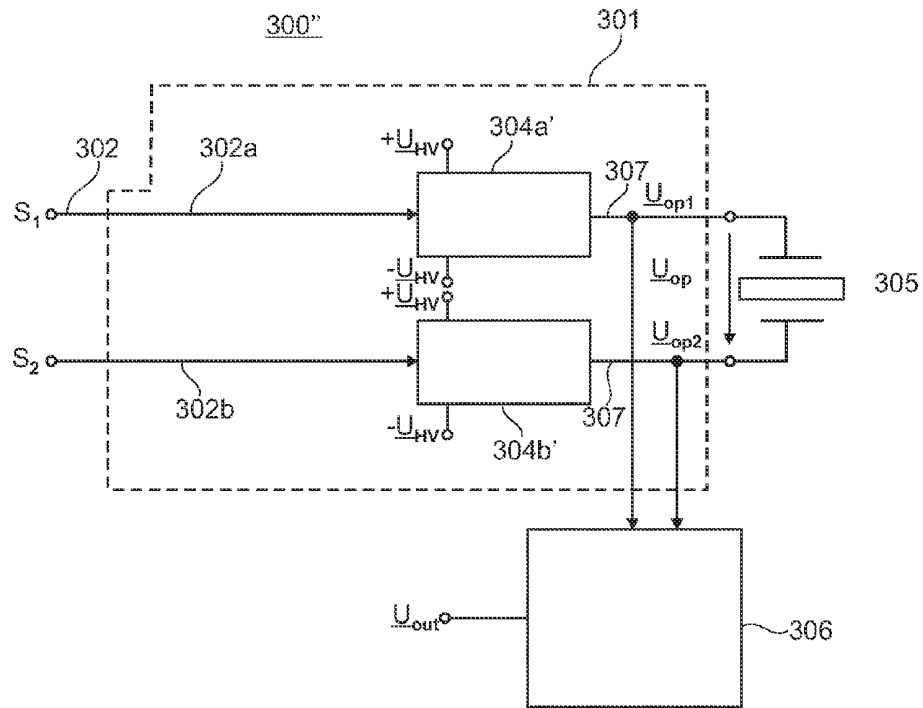 300"
301
302
302a
+U_HV
304a'
307
U_op1
S₁
-U_HV
+U_HV
U_op
305
S₂
U_op2
302b
-U_HV
304b'
307
U_out
306